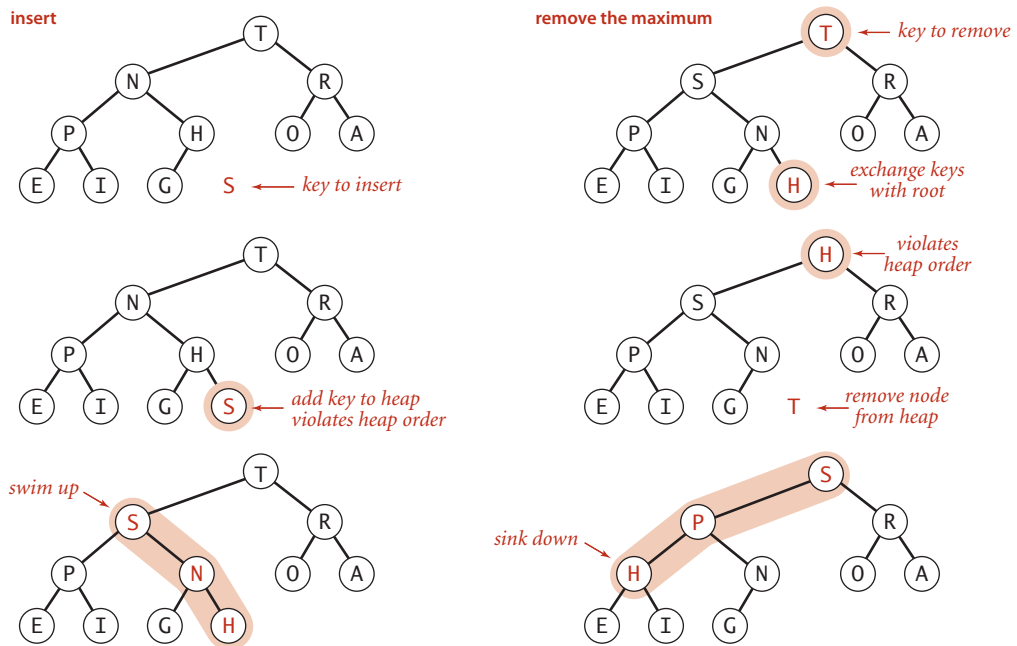 insert
T
N R
P H O A
E I G S key to insert
T
N R
P H O A
E I G S add key to heap
violates heap order
T
swim up
S R
P N O A
E I G H
remove the maximum
T key to remove
S R
P N O A
E I G H exchange keys
with root
H violates
heap order
S R
P N O A
E I G T remove node
from heap
S
P R
sink down
H N O A
E I G